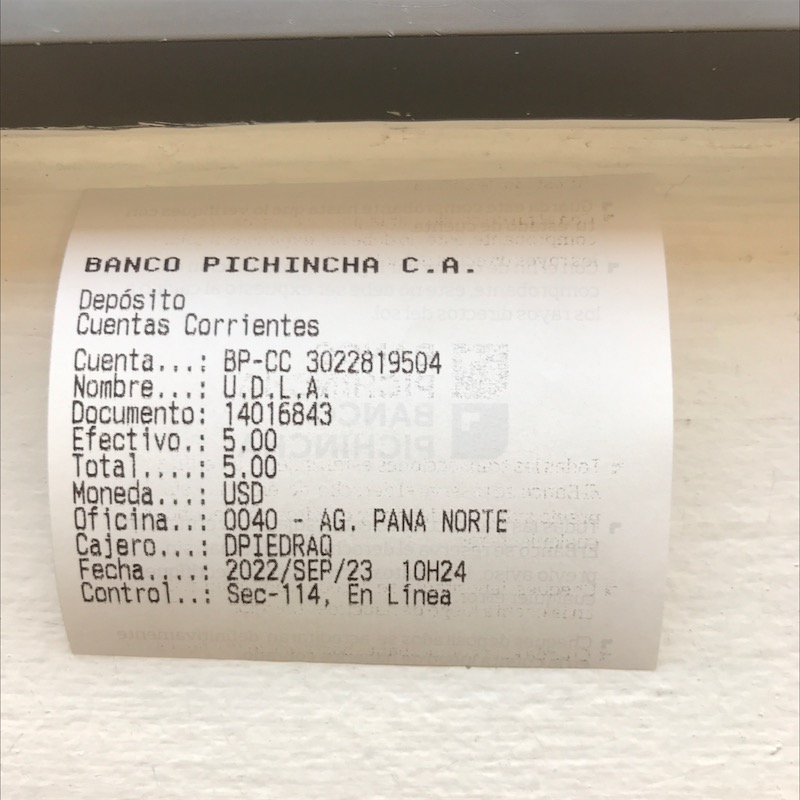 BANCO PICHINCHA C.A.
Depósito
Cuentas Corrientes
Cuenta...: BP-CC 3022819504
Nombre...: U.D.L.A.
Documento: 14016843
Efectivo.: 5.00
Total....: 5.00
Moneda...: USD
Oficina..: 0040 - AG. PANA NORTE
Cajero...: DPIEDRAQ
Fecha....: 2022/SEP/23 10H24
Control..: Sec-114, En Línea